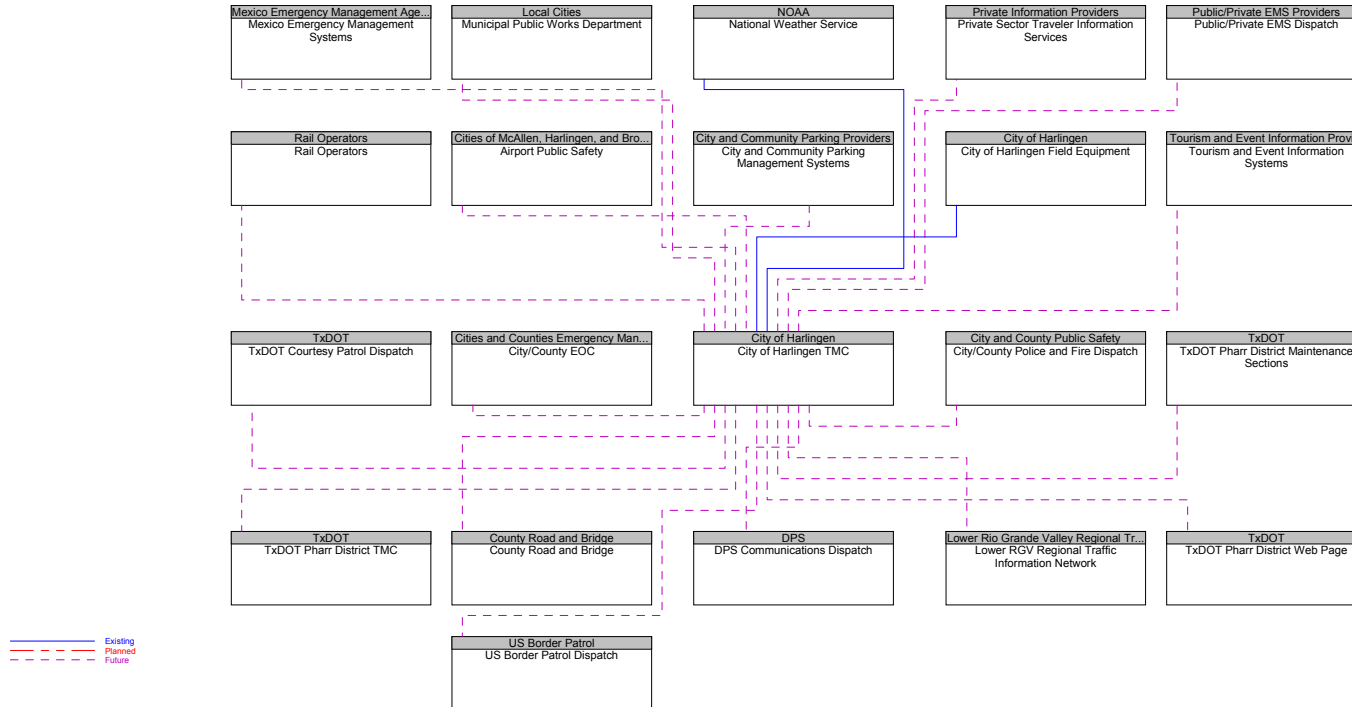 Mexico Emergency Management Age...
Mexico Emergency Management
Systems
Local Cities
Municipal Public Works Department
NOAA
National Weather Service
Private Information Providers
Private Sector Traveler Information
Services
Public/Private EMS Providers
Public/Private EMS Dispatch
Rail Operators
Rail Operators
Cities of McAllen, Harlingen, and Bro...
Airport Public Safety
City and Community Parking Providers
City and Community Parking
Management Systems
City of Harlingen
City of Harlingen Field Equipment
Tourism and Event Information Provi
Tourism and Event Information
Systems
TxDOT
TxDOT Courtesy Patrol Dispatch
Cities and Counties Emergency Man...
City/County EOC
City of Harlingen
City of Harlingen TMC
City and County Public Safety
City/County Police and Fire Dispatch
TxDOT
TxDOT Pharr District Maintenance
Sections
TxDOT
TxDOT Pharr District TMC
County Road and Bridge
County Road and Bridge
DPS
DPS Communications Dispatch
Lower Rio Grande Valley Regional Tr...
Lower RGV Regional Traffic
Information Network
TxDOT
TxDOT Pharr District Web Page
US Border Patrol
US Border Patrol Dispatch
Existing
Planned
Future